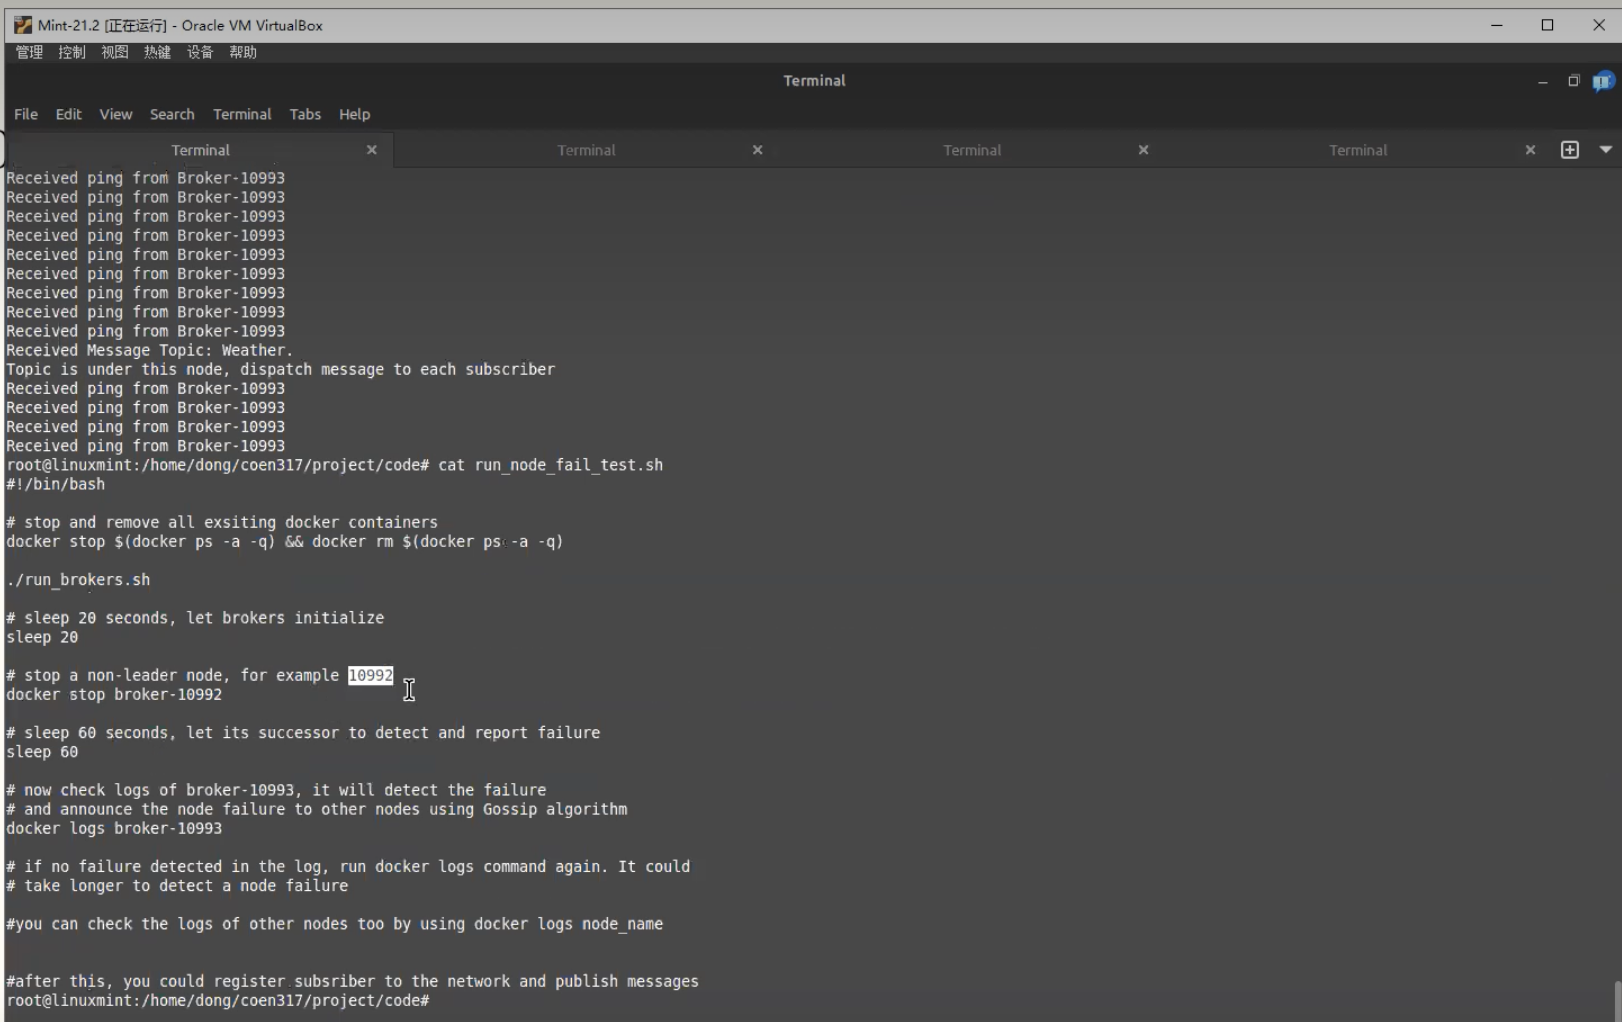 Mint-21.2 [正在运行] - Oracle VM VirtualBox
管理 控制 视图 热键 设备 帮助
Terminal
File Edit View Search Terminal Tabs Help
Terminal Terminal Terminal Terminal
Received ping from Broker-10993
Received ping from Broker-10993
Received ping from Broker-10993
Received ping from Broker-10993
Received ping from Broker-10993
Received ping from Broker-10993
Received ping from Broker-10993
Received ping from Broker-10993
Received ping from Broker-10993
Received Message Topic: Weather.
Topic is under this node, dispatch message to each subscriber
Received ping from Broker-10993
Received ping from Broker-10993
Received ping from Broker-10993
Received ping from Broker-10993
root@linuxmint:/home/dong/coen317/project/code# cat run_node_fail_test.sh
#!/bin/bash
# stop and remove all exsiting docker containers
docker stop $(docker ps -a -q) && docker rm $(docker ps -a -q)
./run_brokers.sh
# sleep 20 seconds, let brokers initialize
sleep 20
# stop a non-leader node, for example 10992
docker stop broker-10992
# sleep 60 seconds, let its successor to detect and report failure
sleep 60
# now check logs of broker-10993, it will detect the failure
# and announce the node failure to other nodes using Gossip algorithm
docker logs broker-10993
# if no failure detected in the log, run docker logs command again. It could
# take longer to detect a node failure
#you can check the logs of other nodes too by using docker logs node_name
#after this, you could register subsriber to the network and publish messages
root@linuxmint:/home/dong/coen317/project/code#